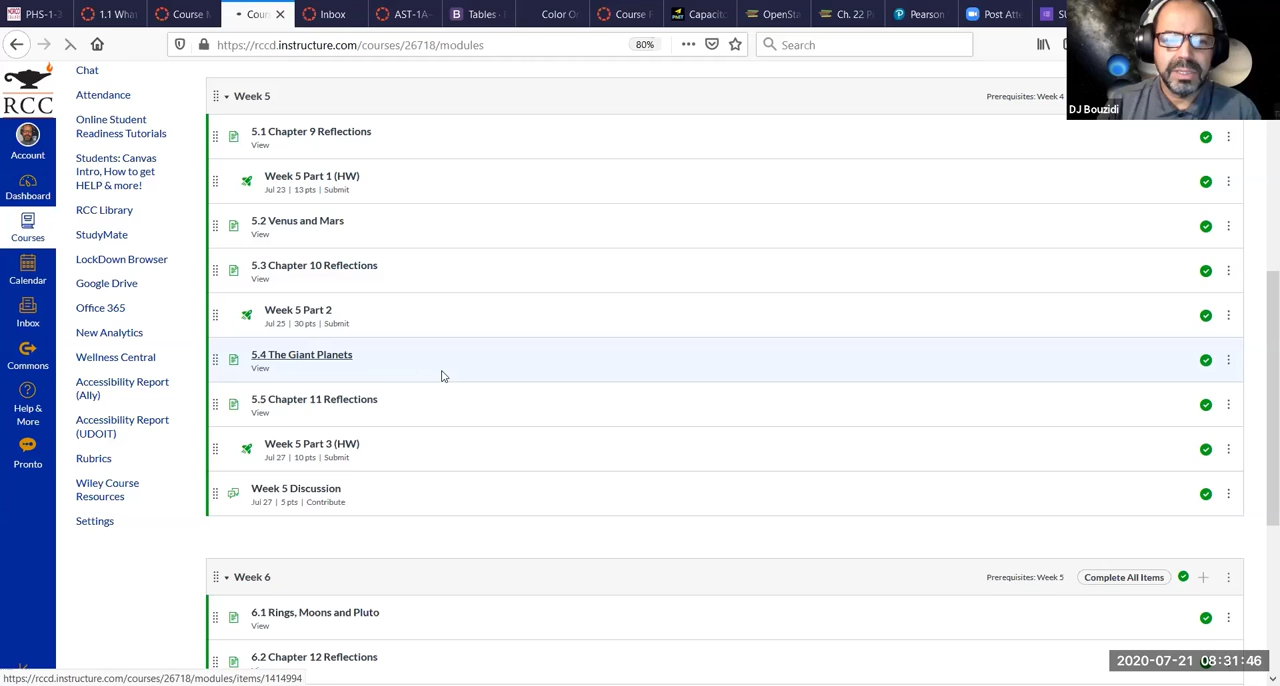 PHS-1-3
1.1 What
Course M
Cour
Inbox
AST-1A-
Tables -
Color O
Course R
Capacito
OpenSta
Ch. 22 P
Pearson
Post Atte
https://rccd.instructure.com/courses/26718/modules
80%
Search
DJ Bouzidi
RCC
Account
Dashboard
Courses
Calendar
Inbox
Commons
Help &
More
Pronto
Chat
Attendance
Online Student
Readiness Tutorials
Students: Canvas
Intro, How to get
HELP & more!
RCC Library
StudyMate
LockDown Browser
Google Drive
Office 365
New Analytics
Wellness Central
Accessibility Report
(Ally)
Accessibility Report
(UDOIT)
Rubrics
Wiley Course
Resources
Settings
Week 5
Prerequisites: Week 4
5.1 Chapter 9 Reflections
View
Week 5 Part 1 (HW)
Jul 23 | 13 pts | Submit
5.2 Venus and Mars
View
5.3 Chapter 10 Reflections
View
Week 5 Part 2
Jul 25 | 30 pts | Submit
5.4 The Giant Planets
View
5.5 Chapter 11 Reflections
View
Week 5 Part 3 (HW)
Jul 27 | 10 pts | Submit
Week 5 Discussion
Jul 27 | 5 pts | Contribute
Week 6
Prerequisites: Week 5
Complete All Items
6.1 Rings, Moons and Pluto
View
6.2 Chapter 12 Reflections
2020-07-21 08:31:46
https://rccd.instructure.com/courses/26718/modules/items/1414994